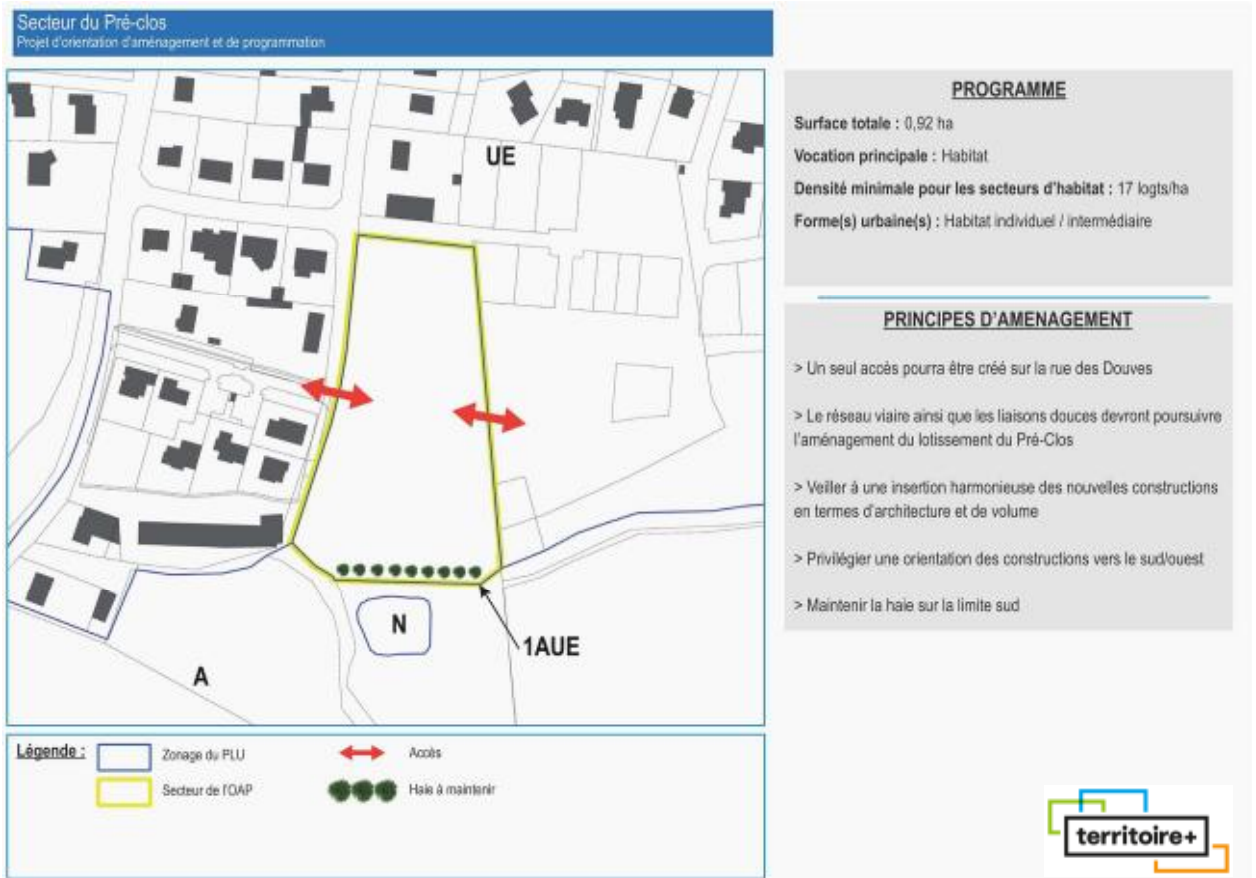 Secteur du Pré-clos
Projet d'orientation d'aménagement et de programmation
UE
N
1AUE
A
PROGRAMME
Surface totale : 0,92 ha
Vocation principale : Habitat
Densité minimale pour les secteurs d'habitat : 17 logts/ha
Forme(s) urbaine(s) : Habitat individuel / intermédiaire
PRINCIPES D'AMENAGEMENT
> Un seul accès pourra être créé sur la rue des Douves
> Le réseau viaire ainsi que les liaisons douces devront poursuivre
l'aménagement du lotissement du Pré-Clos
> Veiller à une insertion harmonieuse des nouvelles constructions
en termes d'architecture et de volume
> Privilégier une orientation des constructions vers le sud/ouest
> Maintenir la haie sur la limite sud
Légende :
Zonage du PLU
Accès
Secteur de l'OAP
Haie à maintenir
territoire+